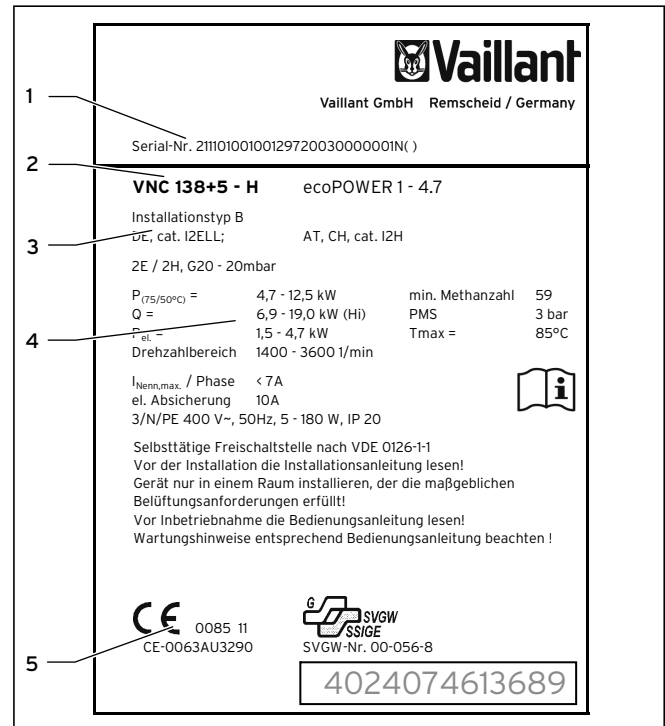 Vaillant
Vaillant GmbH Remscheid / Germany
1
Serial-Nr. 21110100100129720030000001N( )
2
VNC 138+5 - H ecoPOWER 1 - 4.7
Installationstyp B
3
DE, cat. I2ELL; AT, CH, cat. I2H
2E / 2H, G20 - 20mbar
P(75/50°C) = 4,7 - 12,5 kW min. Methanzahl 59
Q = 6,9 - 19,0 kW (Hi) PMS 3 bar
4
Pel. = 1,5 - 4,7 kW Tmax = 85°C
Drehzahlbereich 1400 - 3600 1/min
INenn,max. / Phase < 7A
i
el. Absicherung 10A
3/N/PE 400 V~, 50Hz, 5 - 180 W, IP 20
Selbsttätige Freischaltstelle nach VDE 0126-1-1
Vor der Installation die Installationsanleitung lesen!
Gerät nur in einem Raum installieren, der die maßgeblichen
Belüftungsanforderungen erfüllt!
Vor Inbetriebnahme die Bedienungsanleitung lesen!
Wartungshinweise entsprechend Bedienungsanleitung beachten !
CE 0085 11
G SVGW
SSIGE
CE-0063AU3290 SVGW-Nr. 00-056-8
5
4024074613689